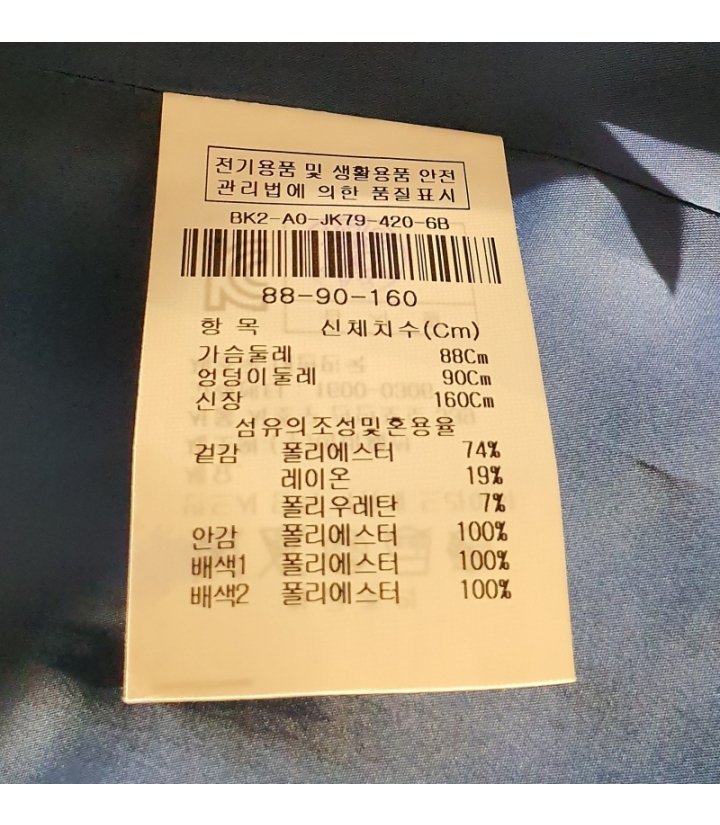 전기용품 및 생활용품 안전
관리법에 의한 품질표시
BK2-A0-JK79-420-6B
88-90-160
항 목 신체치수(Cm)
가슴둘레 88Cm
엉덩이둘레 90Cm
신장 160Cm
섬유의조성및혼용율
겉감 폴리에스터 74%
레이온 19%
폴리우레탄 7%
안감 폴리에스터 100%
배색1 폴리에스터 100%
배색2 폴리에스터 100%